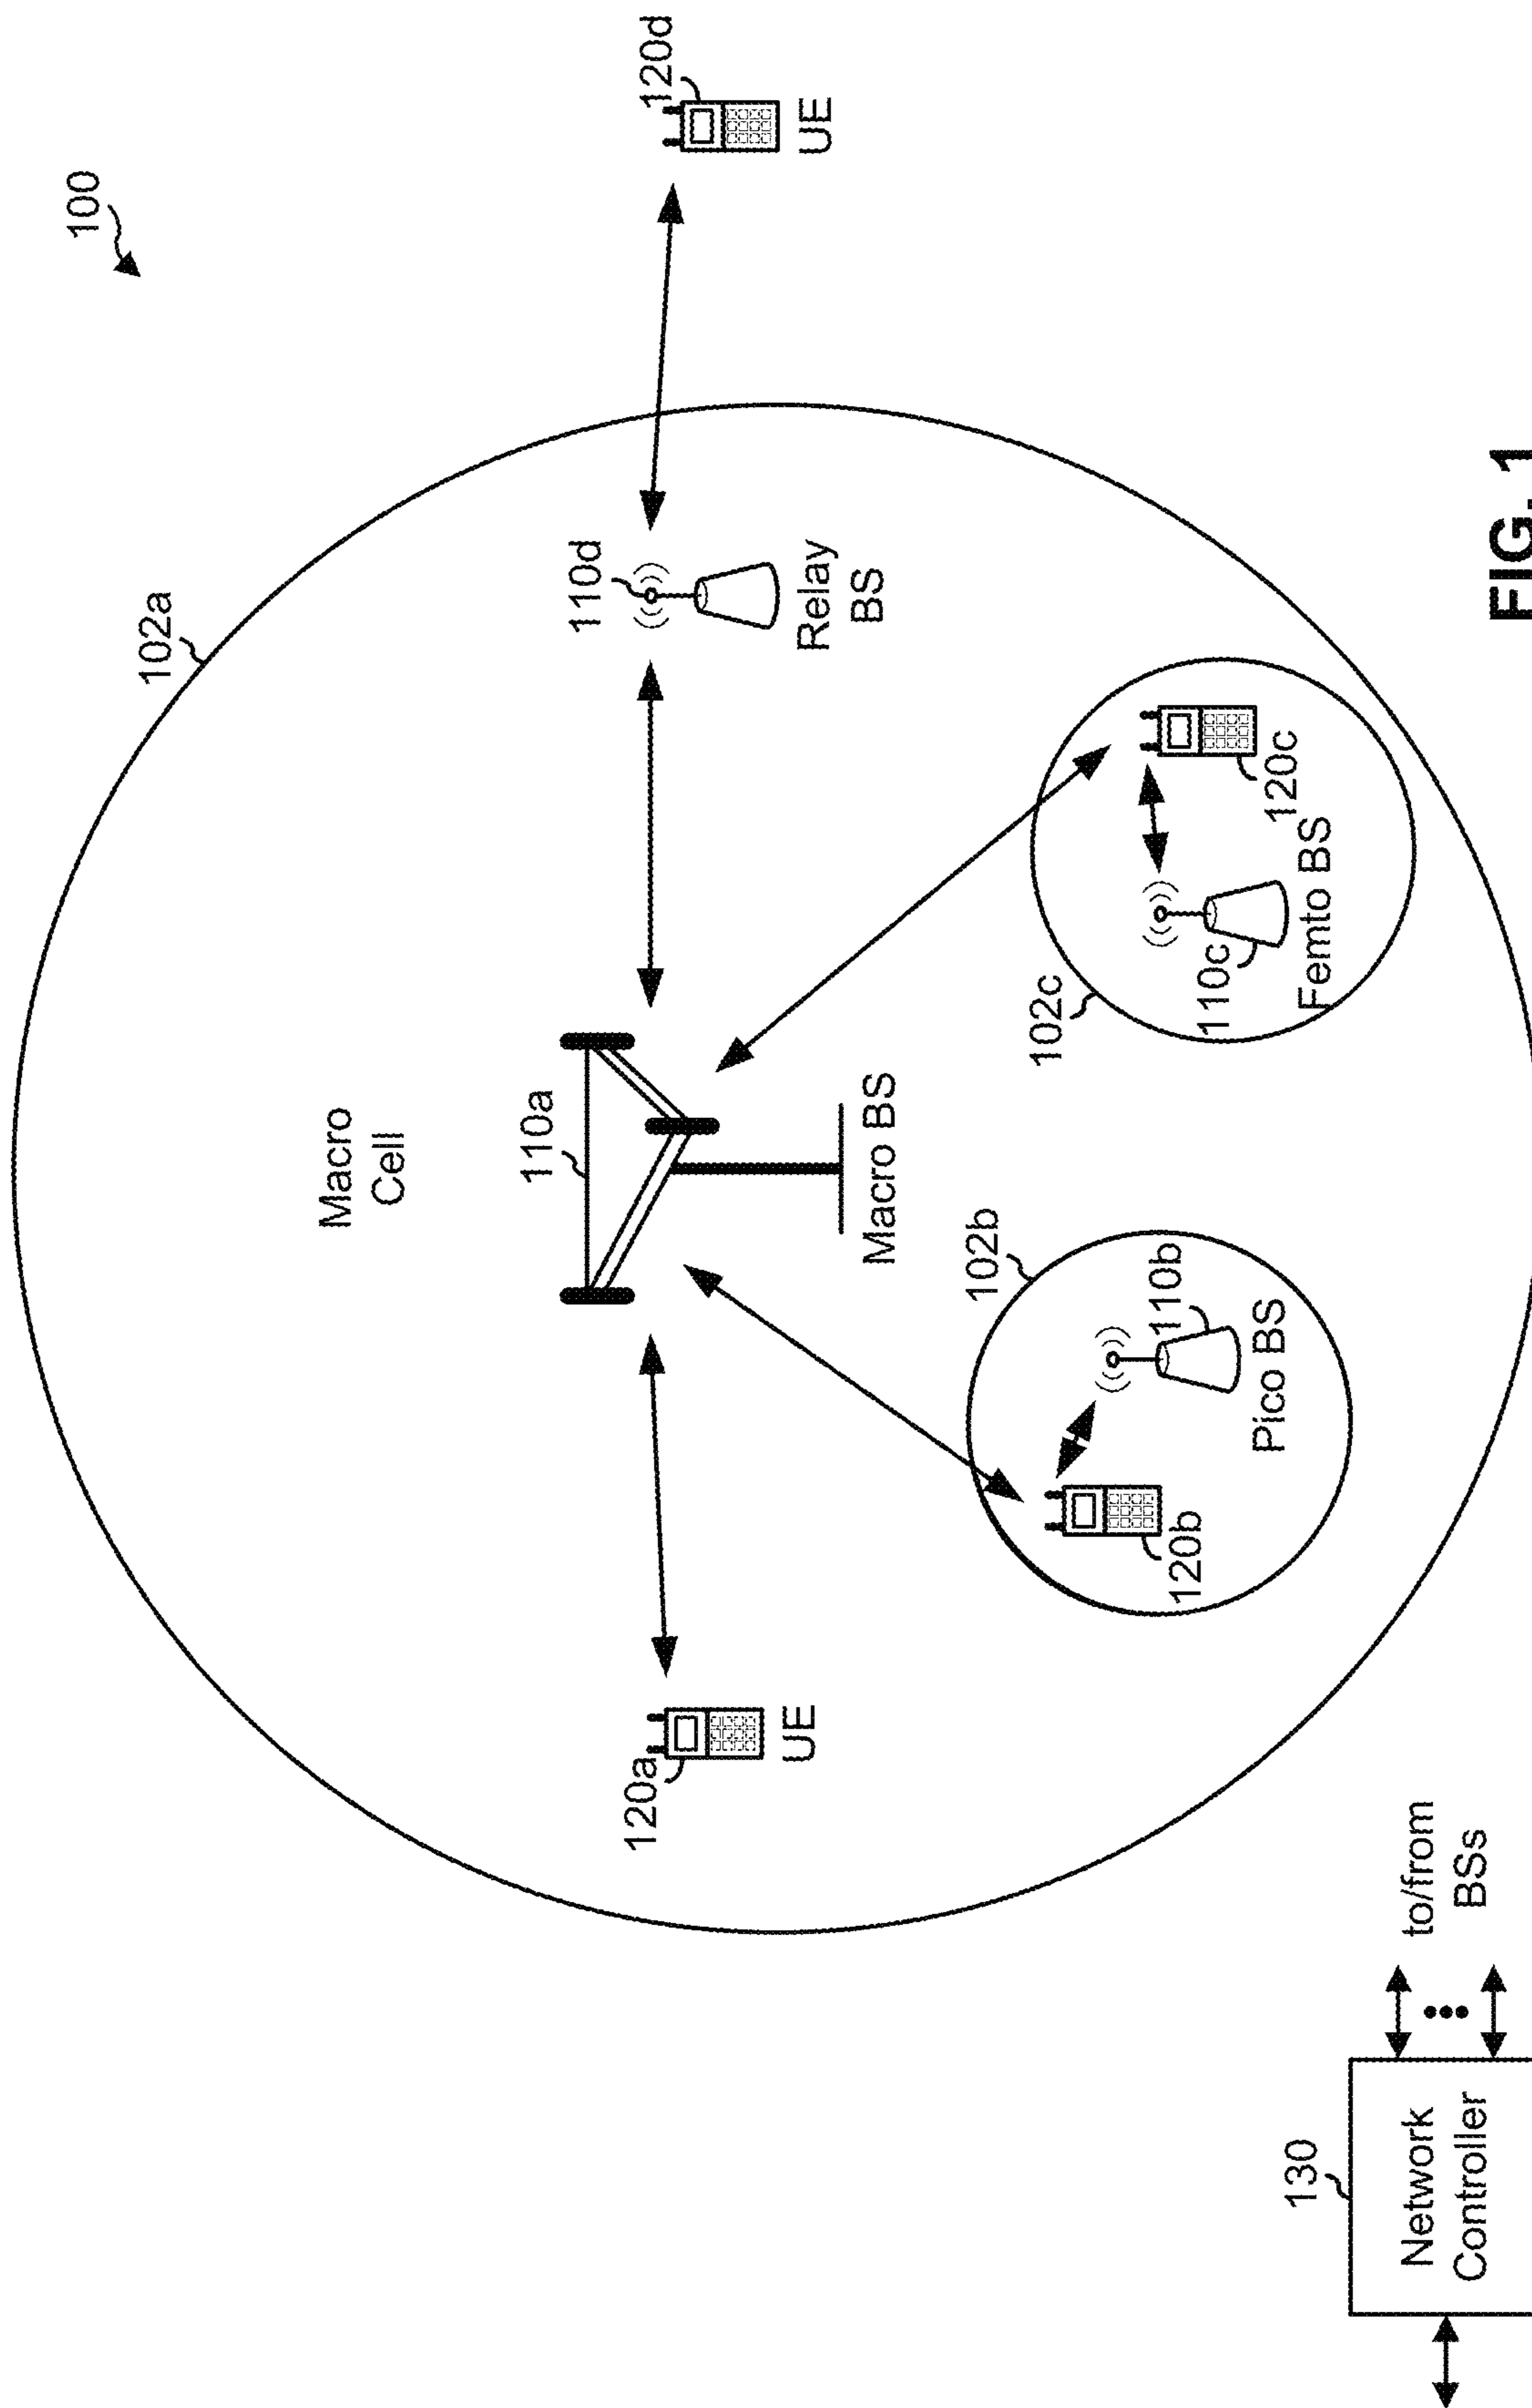 100
102a
Macro
Cell
110a
110d
120d
120a
UE
Relay
BS
UE
Macro BS
102b
102c
120b
110b
Pico BS
110c
120c
Femto BS
130
Network
Controller
to/from
BSs
FIG. 1